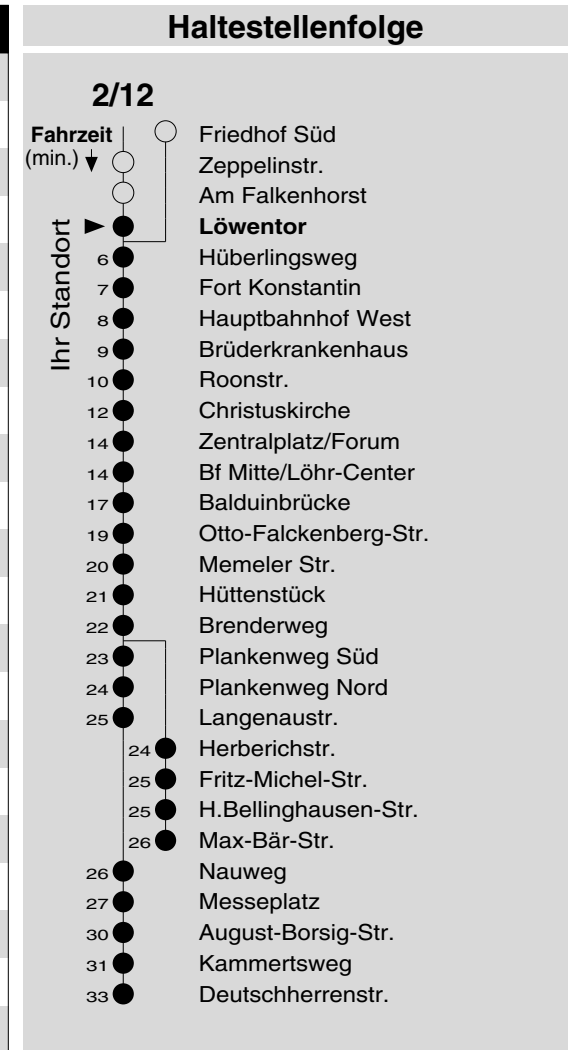 Haltestellenfolge
2/12
Fahrzeit
(min.)
Friedhof Süd
Zeppelinstr.
Am Falkenhorst
Ihr Standort
Löwentor
6 Hüberlingsweg
7 Fort Konstantin
8 Hauptbahnhof West
9 Brüderkrankenhaus
10 Roonstr.
12 Christuskirche
14 Zentralplatz/Forum
14 Bf Mitte/Löhr-Center
17 Balduinbrücke
19 Otto-Falckenberg-Str.
20 Memeler Str.
21 Hüttenstück
22 Brenderweg
23 Plankenweg Süd
24 Plankenweg Nord
25 Langenaustr.
24 Herberichstr.
25 Fritz-Michel-Str.
25 H.Bellinghausen-Str.
26 Max-Bär-Str.
26 Nauweg
27 Messeplatz
30 August-Borsig-Str.
31 Kammertsweg
33 Deutschherrenstr.